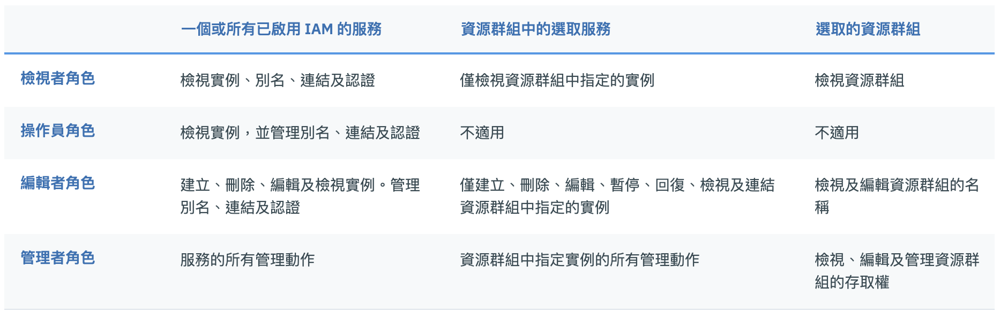 一個或所有已啟用 IAM 的服務 資源群組中的選取服務 選取的資源群組
檢視者角色 檢視實例、別名、連結及認證 僅檢視資源群組中指定的實例 檢視資源群組
操作員角色 檢視實例，並管理別名、連結及認證 不適用 不適用
編輯者角色 建立、刪除、編輯及檢視實例。管理 僅建立、刪除、編輯、暫停、回復、檢視及連結 檢視及編輯資源群組的名
別名、連結及認證 資源群組中指定的實例 稱
管理者角色 服務的所有管理動作 資源群組中指定實例的所有管理動作 檢視、編輯及管理資源群
組的存取權